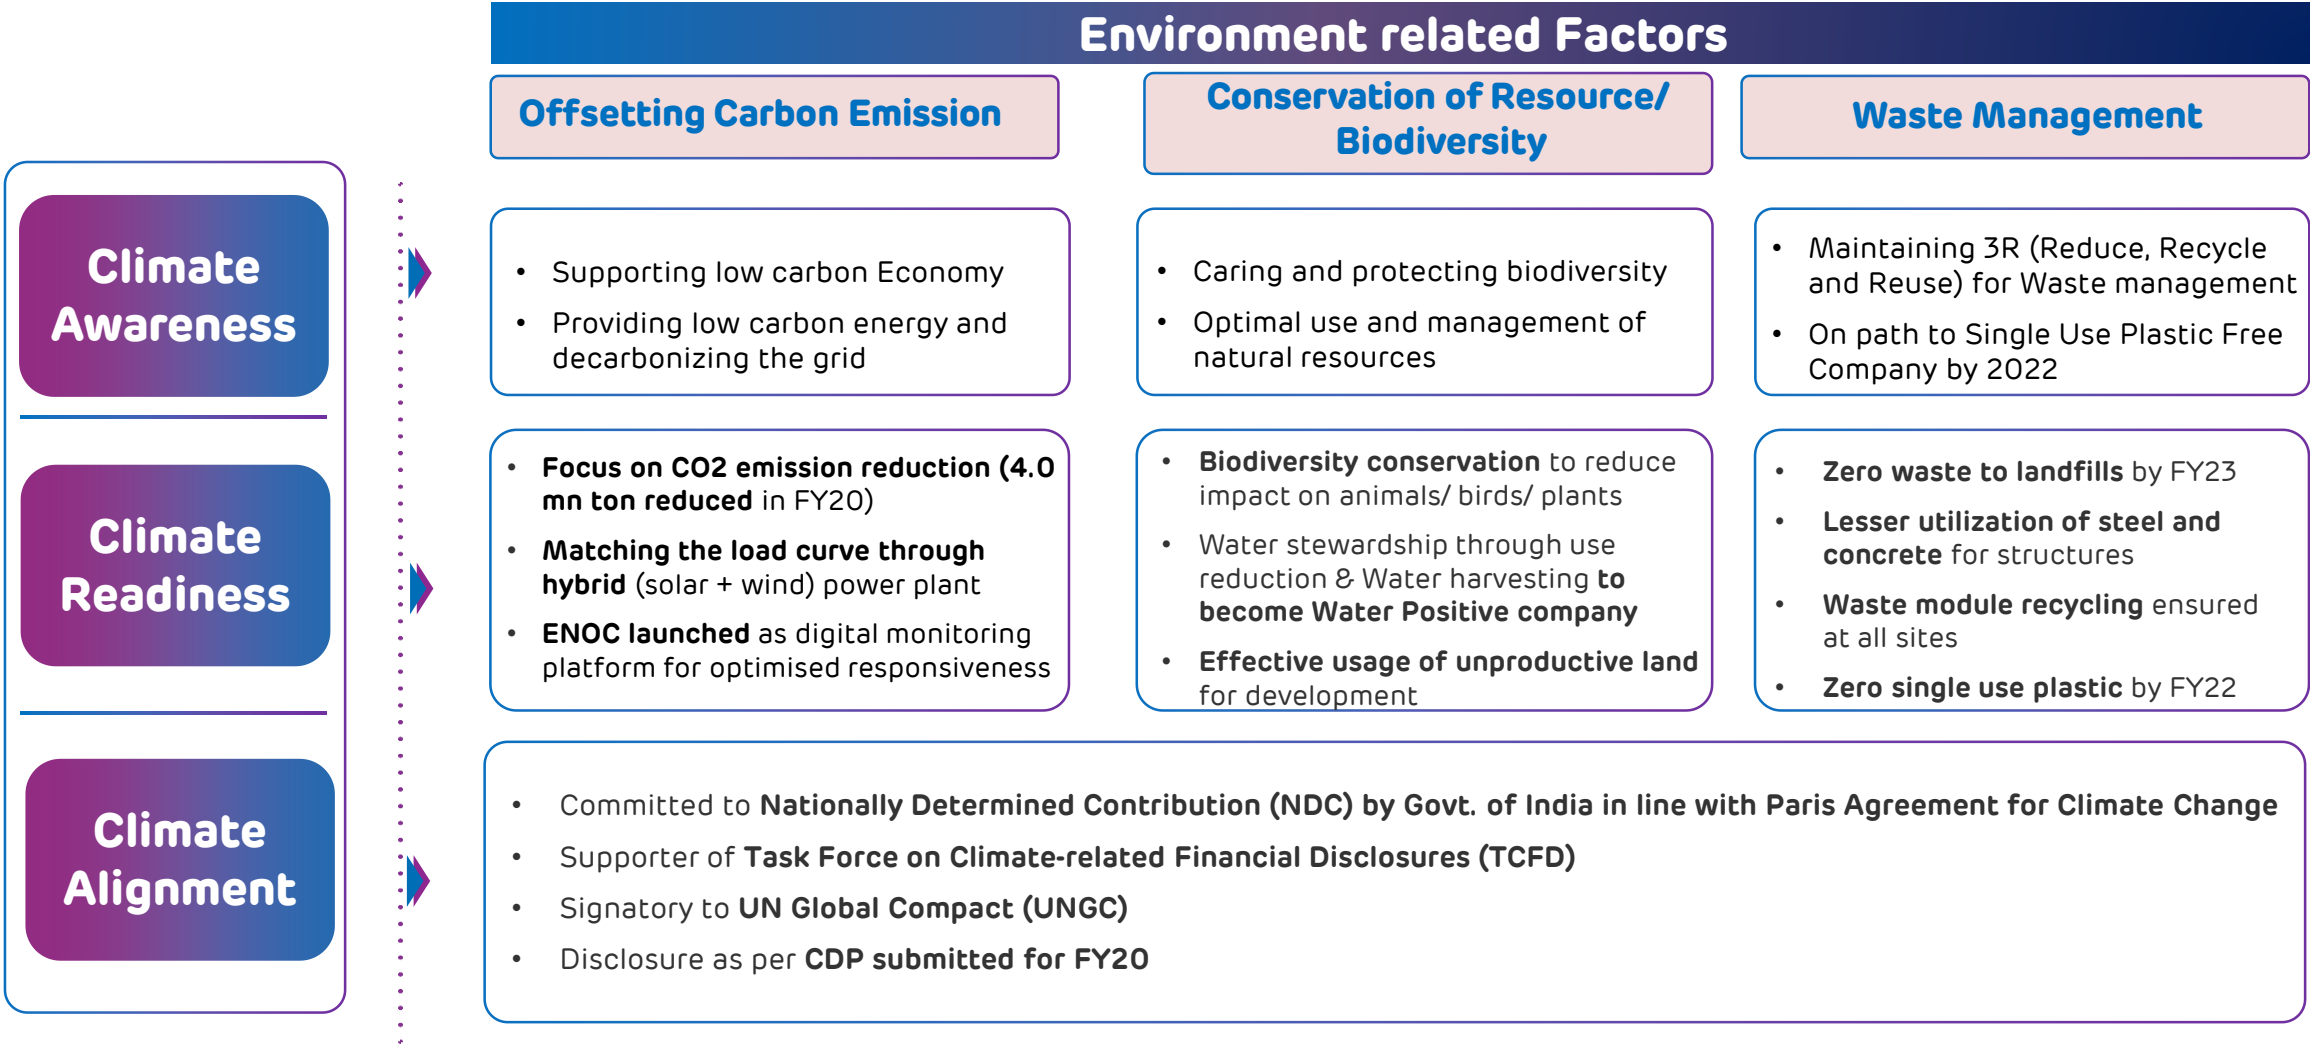 Environment related Factors
Offsetting Carbon Emission
Conservation of Resource/
Biodiversity
Waste Management
Climate
Awareness
• Supporting low carbon Economy
• Providing low carbon energy and
decarbonizing the grid
• Caring and protecting biodiversity
• Optimal use and management of
natural resources
• Maintaining 3R (Reduce, Recycle
and Reuse) for Waste management
• On path to Single Use Plastic Free
Company by 2022
Climate
Readiness
• Focus on CO2 emission reduction (4.0
mn ton reduced in FY20)
• Matching the load curve through
hybrid (solar + wind) power plant
• ENOC launched as digital monitoring
platform for optimised responsiveness
• Biodiversity conservation to reduce
impact on animals/ birds/ plants
• Water stewardship through use
reduction & Water harvesting to
become Water Positive company
• Effective usage of unproductive land
for development
• Zero waste to landfills by FY23
• Lesser utilization of steel and
concrete for structures
• Waste module recycling ensured
at all sites
• Zero single use plastic by FY22
Climate
Alignment
• Committed to Nationally Determined Contribution (NDC) by Govt. of India in line with Paris Agreement for Climate Change
• Supporter of Task Force on Climate-related Financial Disclosures (TCFD)
• Signatory to UN Global Compact (UNGC)
• Disclosure as per CDP submitted for FY20